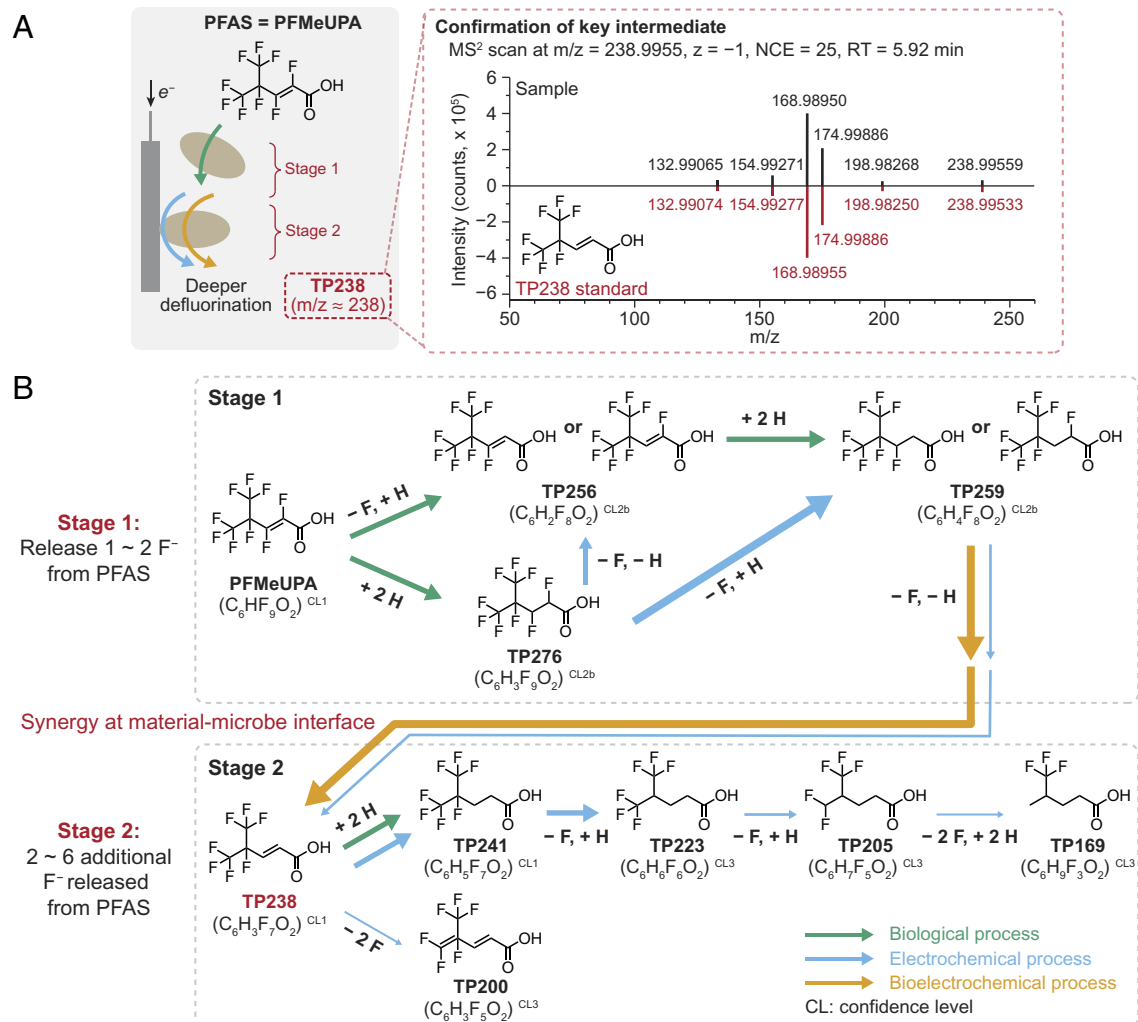 A
PFAS = PFMeUPA
e⁻
Stage 1
Stage 2
Deeper
defluorination
TP238
(m/z ≈ 238)
Confirmation of key intermediate
MS² scan at m/z = 238.9955, z = −1, NCE = 25, RT = 5.92 min
Intensity (counts, x 10⁵)
6
4
2
0
−2
−4
−6
Sample
168.98950
174.99886
132.99065
154.99271
198.98268
238.99559
132.99074
154.99277
198.98250
238.99533
174.99886
168.98955
TP238 standard
50
100
150
200
250
m/z
B
Stage 1
Stage 1:
Release 1 ~ 2 F⁻
from PFAS
PFMeUPA
(C₆HF₉O₂) CL1
− F, + H
+ 2 H
or
TP256
(C₆H₂F₈O₂) CL2b
− F, − H
TP276
(C₆H₃F₉O₂) CL2b
+ 2 H
− F, + H
or
TP259
(C₆H₄F₈O₂) CL2b
− F, − H
Synergy at material-microbe interface
Stage 2
Stage 2:
2 ~ 6 additional
F⁻ released
from PFAS
TP238
(C₆H₃F₇O₂) CL1
+ 2 H
− 2 F
TP241
(C₆H₅F₇O₂) CL1
− F, + H
TP223
(C₆H₆F₆O₂) CL3
− F, + H
TP205
(C₆H₇F₅O₂) CL3
− 2 F, + 2 H
TP169
(C₆H₉F₃O₂) CL3
TP200
(C₆H₃F₅O₂) CL3
Biological process
Electrochemical process
Bioelectrochemical process
CL: confidence level